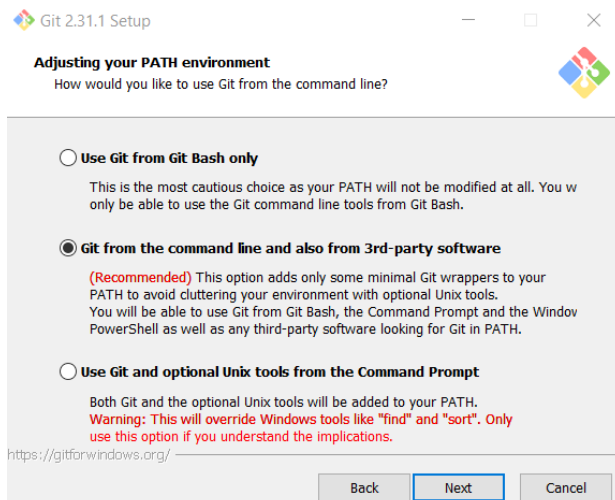 Git 2.31.1 Setup
Adjusting your PATH environment
How would you like to use Git from the command line?
Use Git from Git Bash only
This is the most cautious choice as your PATH will not be modified at all. You w
only be able to use the Git command line tools from Git Bash.
Git from the command line and also from 3rd-party software
(Recommended) This option adds only some minimal Git wrappers to your
PATH to avoid cluttering your environment with optional Unix tools.
You will be able to use Git from Git Bash, the Command Prompt and the Window
PowerShell as well as any third-party software looking for Git in PATH.
Use Git and optional Unix tools from the Command Prompt
Both Git and the optional Unix tools will be added to your PATH.
Warning: This will override Windows tools like "find" and "sort". Only
use this option if you understand the implications.
https://gitforwindows.org/
Back Next Cancel